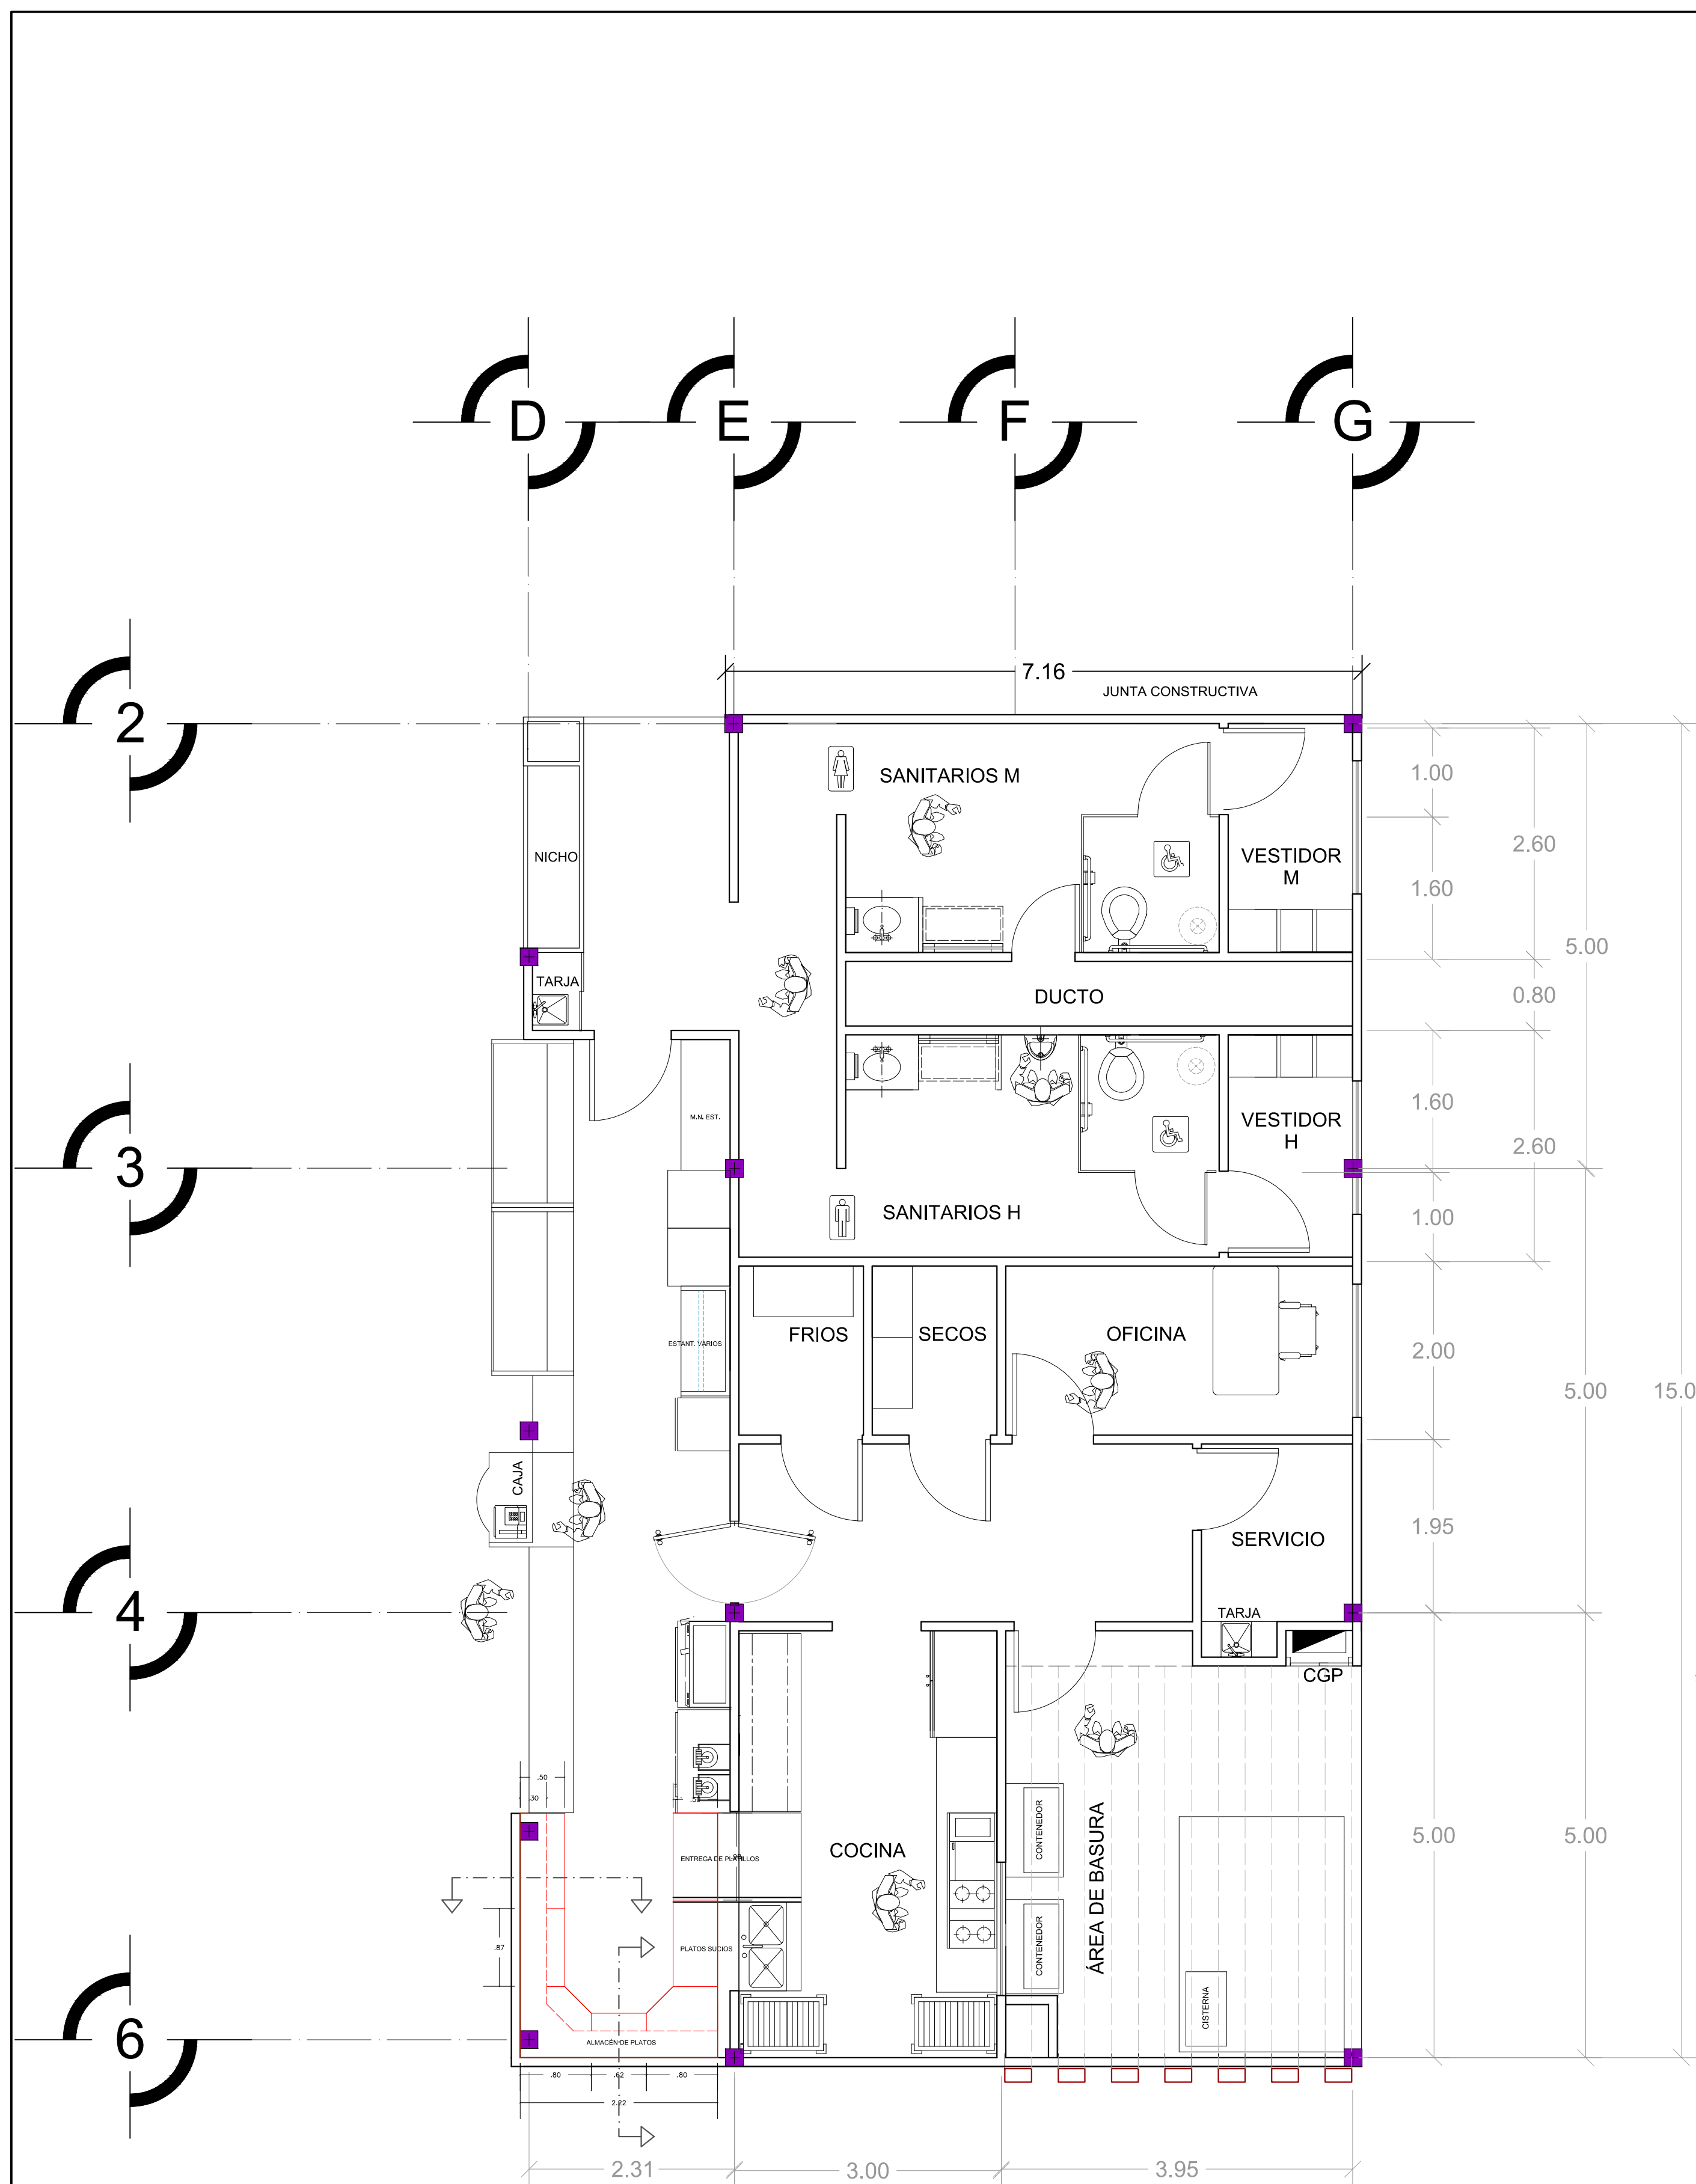 D
E
F
G
7.16
JUNTA CONSTRUCTIVA
2
SANITARIOS M
1.00
2.60
NICHO
VESTIDOR
M
1.60
5.00
TARJA
DUCTO
0.80
M.N. EST.
VESTIDOR
H
1.60
3
2.60
SANITARIOS H
1.00
FRIOS
SECOS
OFICINA
ESTANT. VARIOS
2.00
5.00
15.0
CAJA
1.95
SERVICIO
4
TARJA
CGP
.50
.30
CONTENEDOR
ÁREA DE BASURA
5.00
5.00
COCINA
ENTREGA DE PLATILLOS
.87
PLATOS SUCIOS
CONTENEDOR
CISTERNA
6
ALMACÉN DE PLATOS
.80
.62
.80
2.22
2.31
3.00
3.95